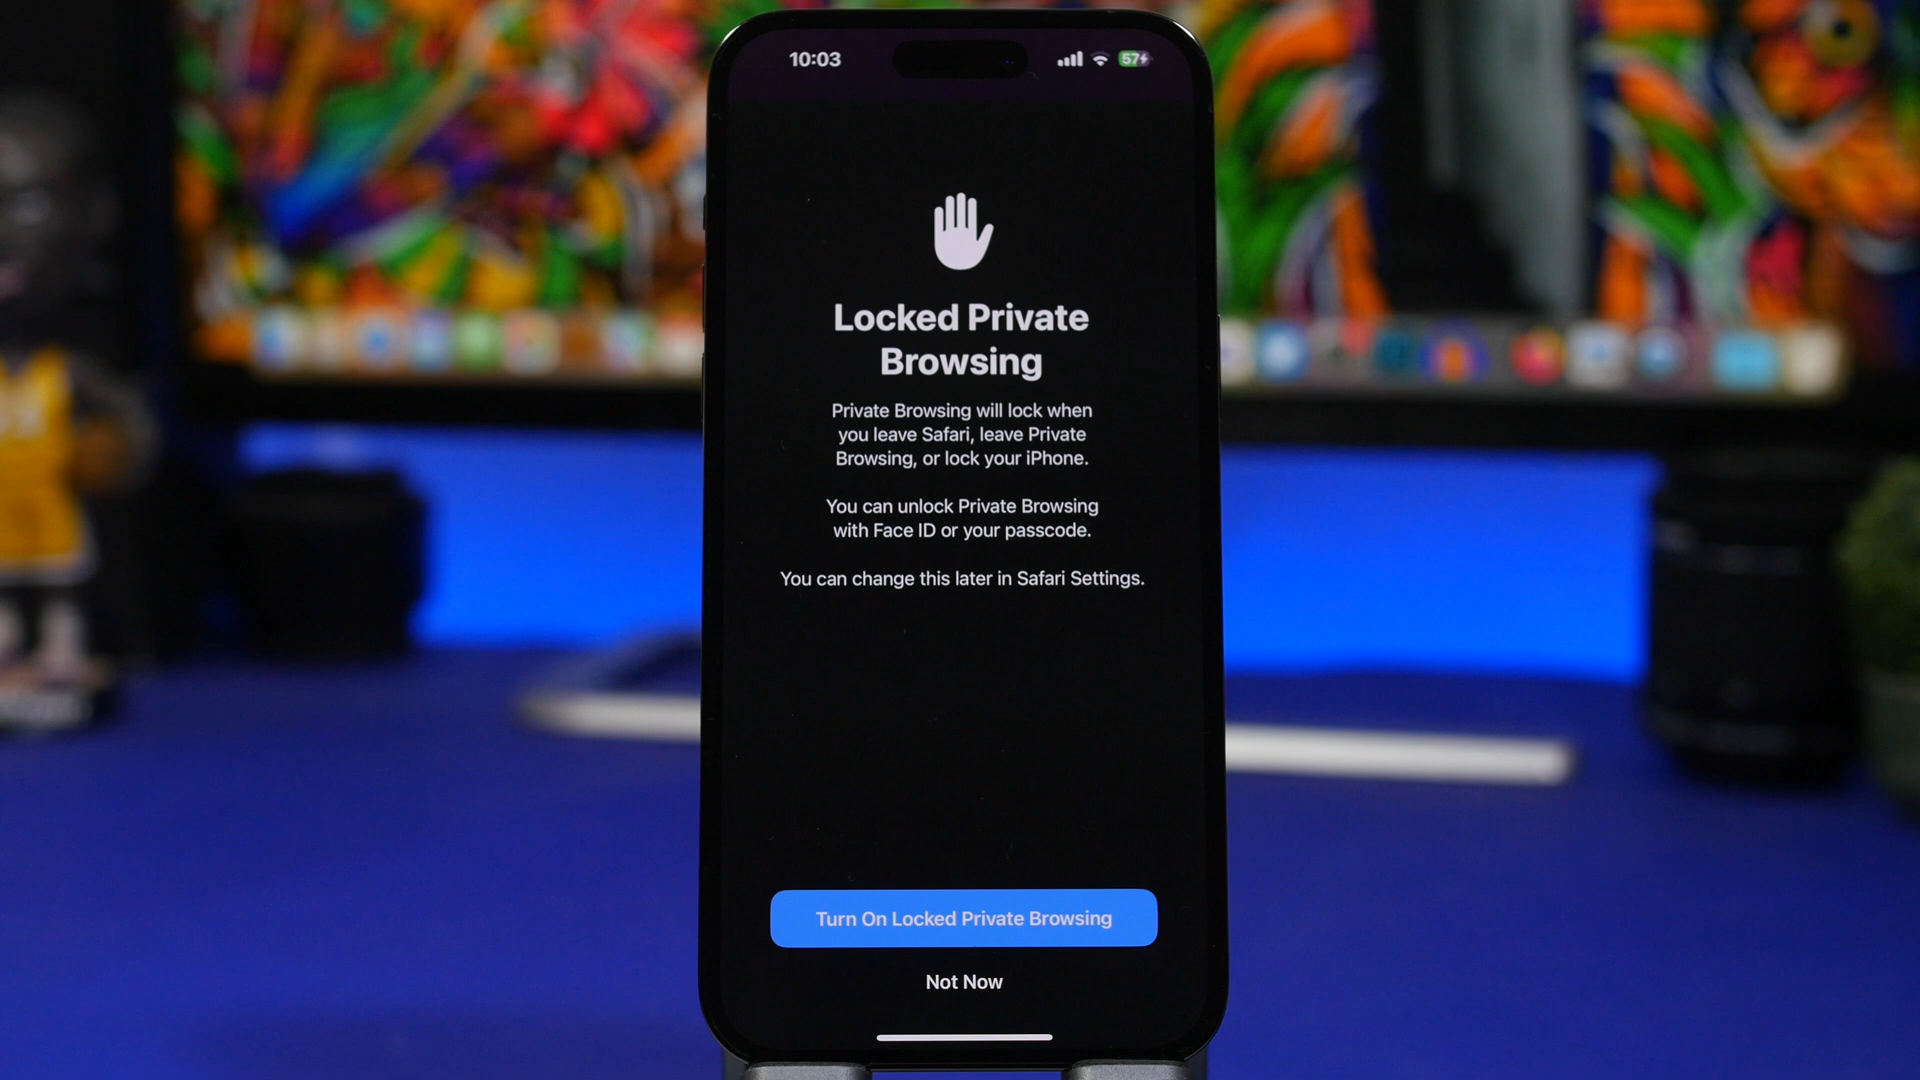 10:03
57
Locked Private
Browsing
Private Browsing will lock when
you leave Safari, leave Private
Browsing, or lock your iPhone.
You can unlock Private Browsing
with Face ID or your passcode.
You can change this later in Safari Settings.
Turn On Locked Private Browsing
Not Now